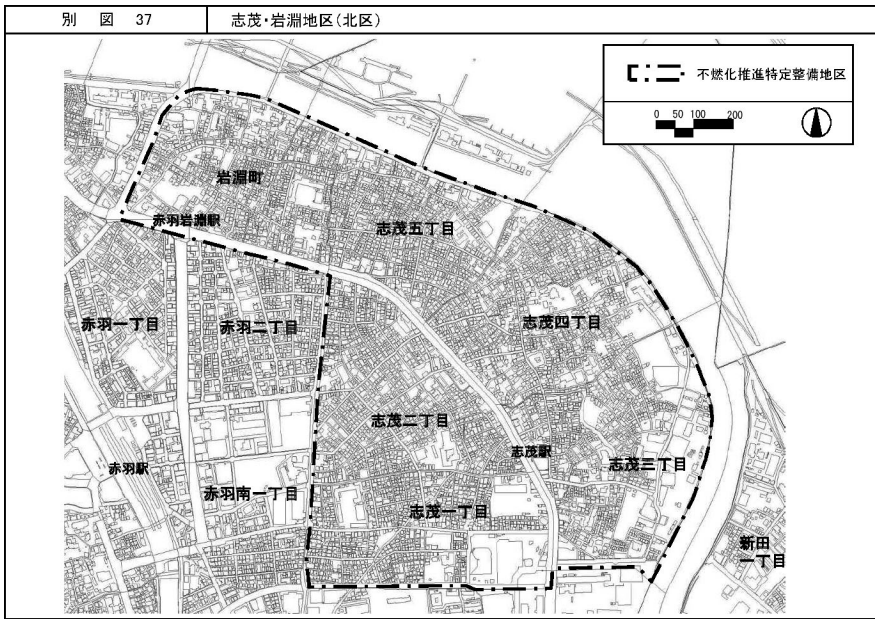 別 図 37
志茂・岩淵地区(北区)
不燃化推進特定整備地区
0 50 100 200
岩淵町
赤羽岩淵駅
志茂五丁目
赤羽一丁目
赤羽二丁目
志茂四丁目
志茂二丁目
志茂駅
志茂三丁目
赤羽駅
赤羽南一丁目
志茂一丁目
新田
一丁目